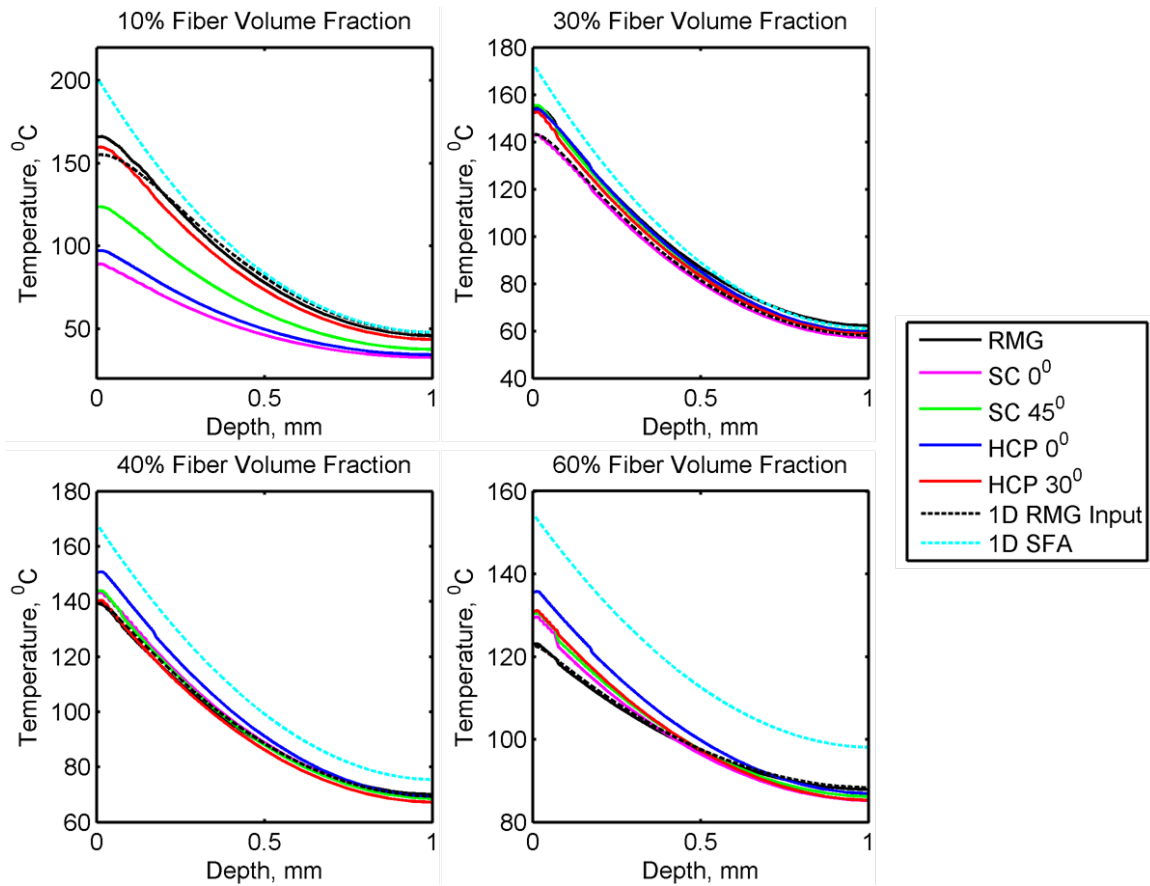 10% Fiber Volume Fraction
Temperature, ⁰C
200
150
100
50
0
0.5
1
Depth, mm
30% Fiber Volume Fraction
Temperature, ⁰C
180
160
140
120
100
80
60
40
0
0.5
1
Depth, mm
RMG
SC 0⁰
SC 45⁰
HCP 0⁰
HCP 30⁰
1D RMG Input
1D SFA
40% Fiber Volume Fraction
Temperature, ⁰C
180
160
140
120
100
80
60
0
0.5
1
Depth, mm
60% Fiber Volume Fraction
Temperature, ⁰C
160
140
120
100
80
0
0.5
1
Depth, mm